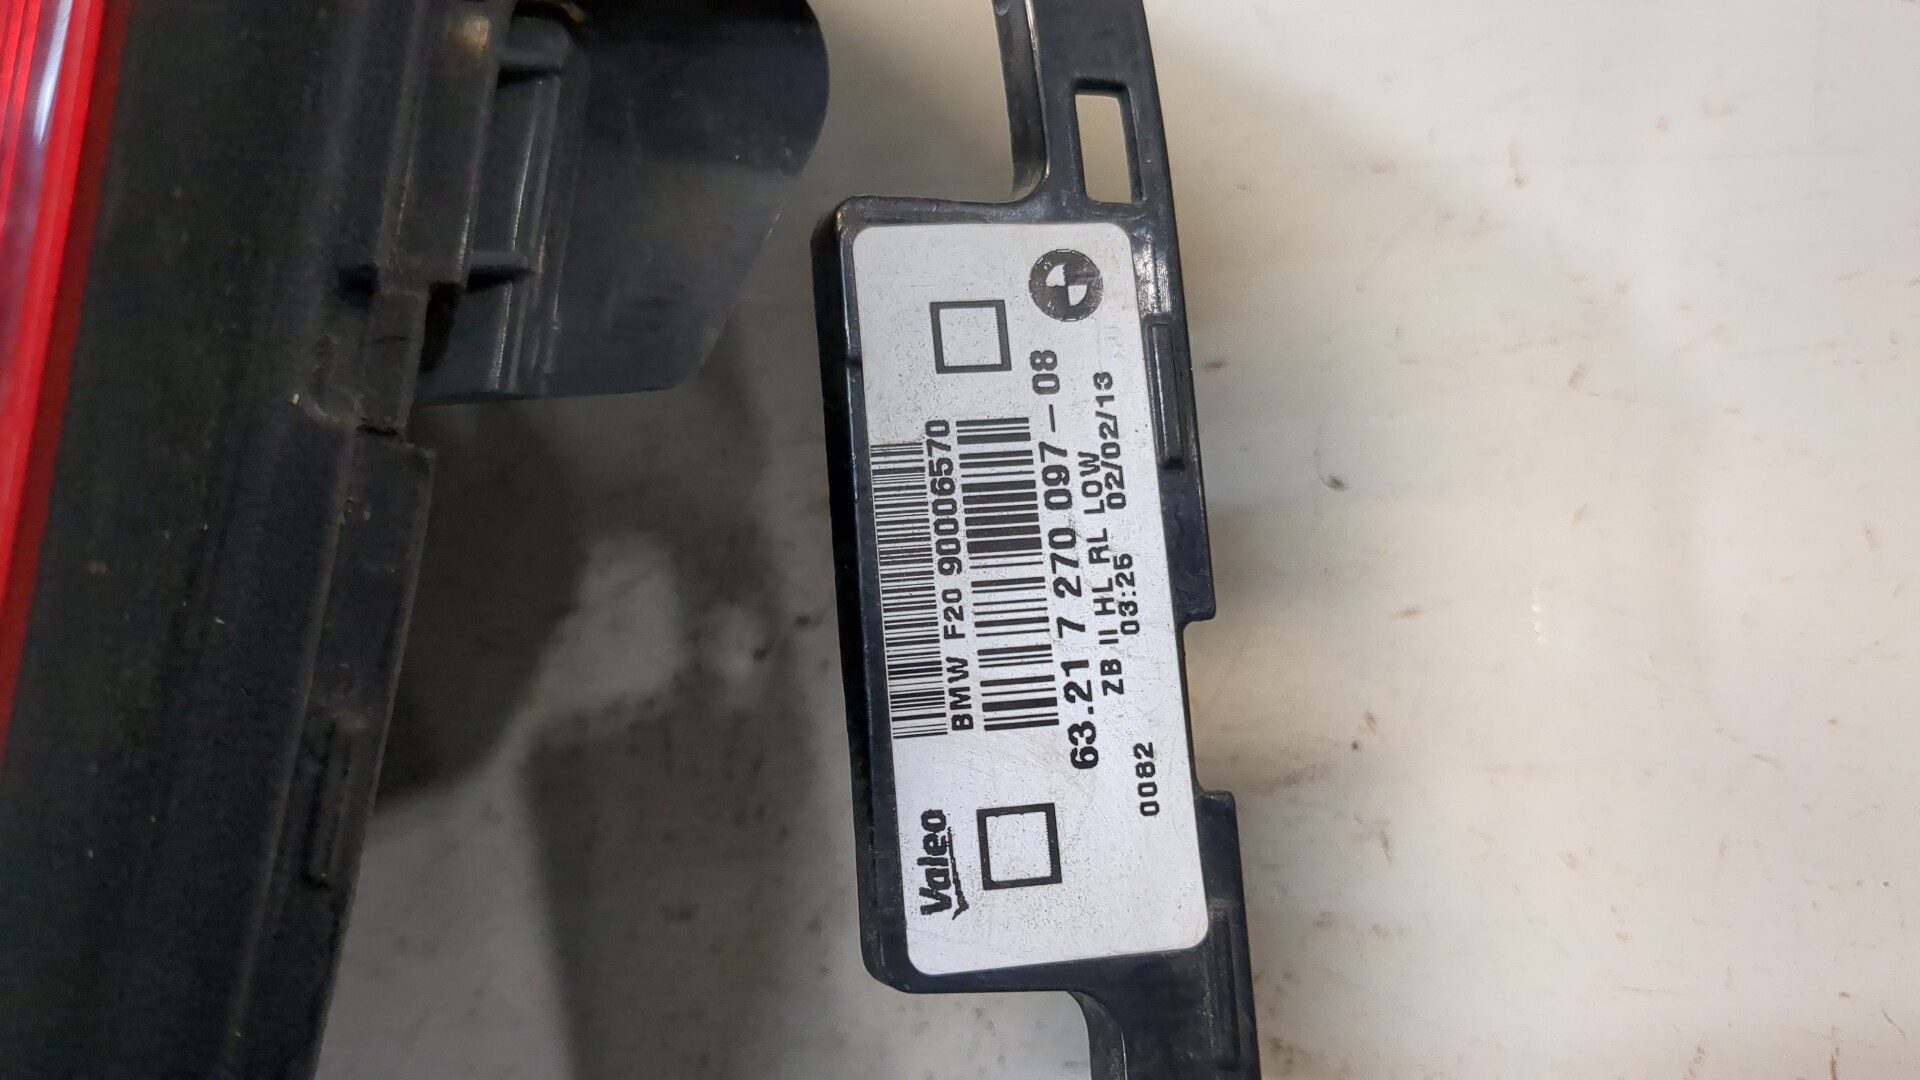 Valeo
BMW F20 90006570
63.21 7 270 097-08
ZB II HL RL LOW
03:25 02/02/13
0082